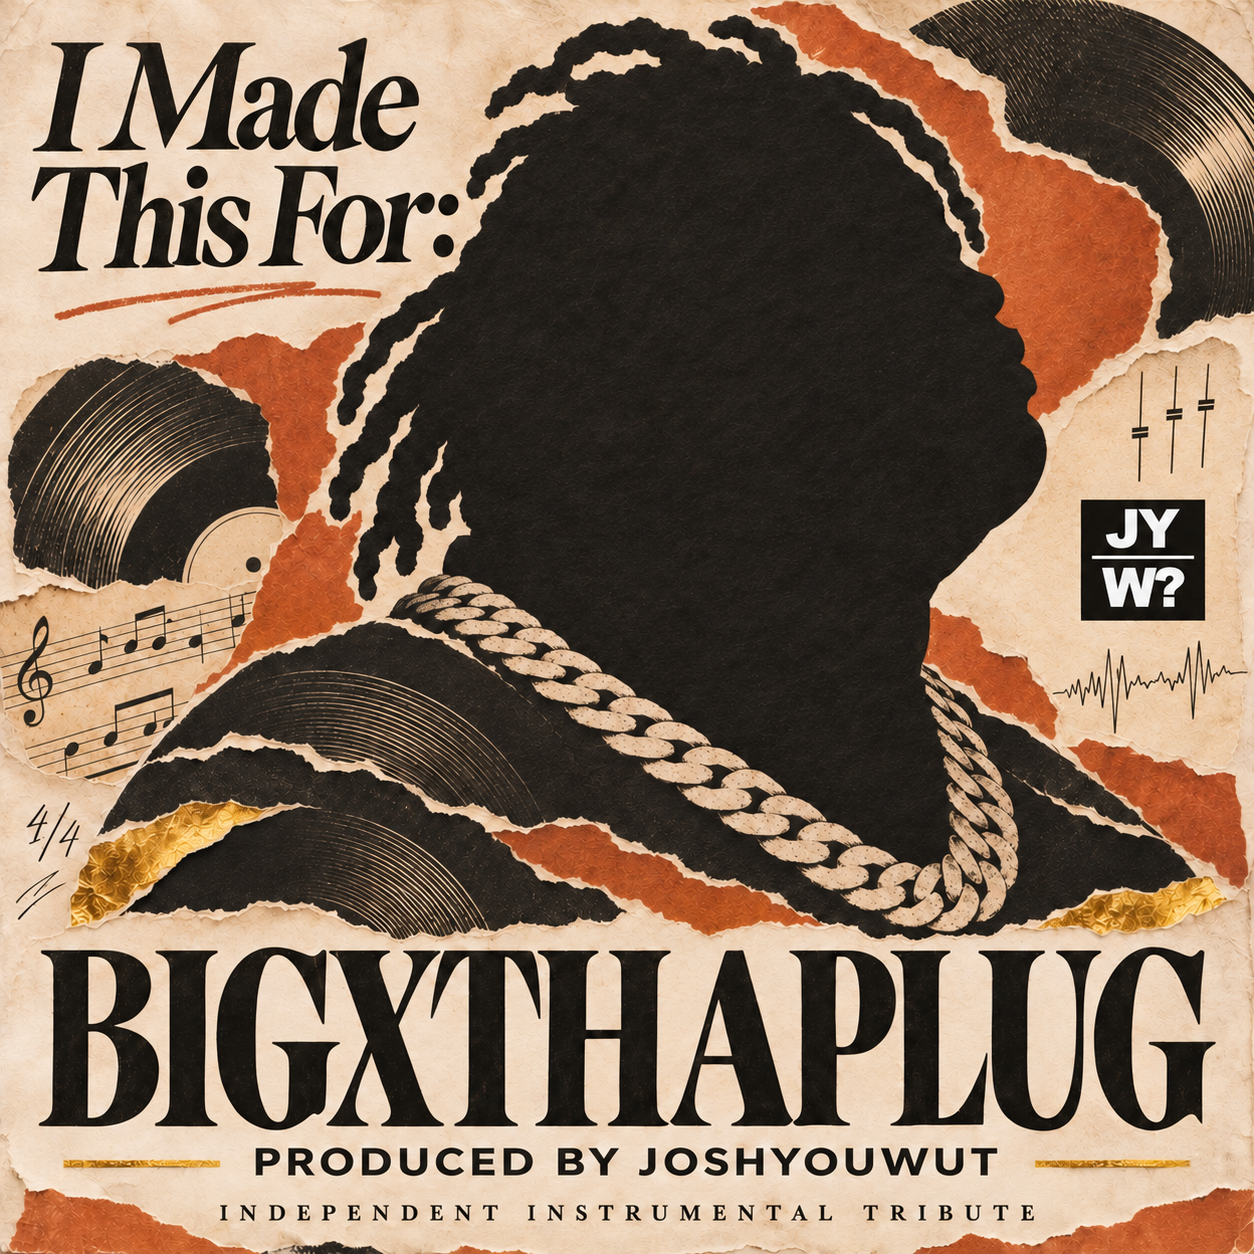 I Made
This For:
JY
W?
4/4
BIGXTHAPLUG
PRODUCED BY JOSHYOUWUT
INDEPENDENT INSTRUMENTAL TRIBUTE